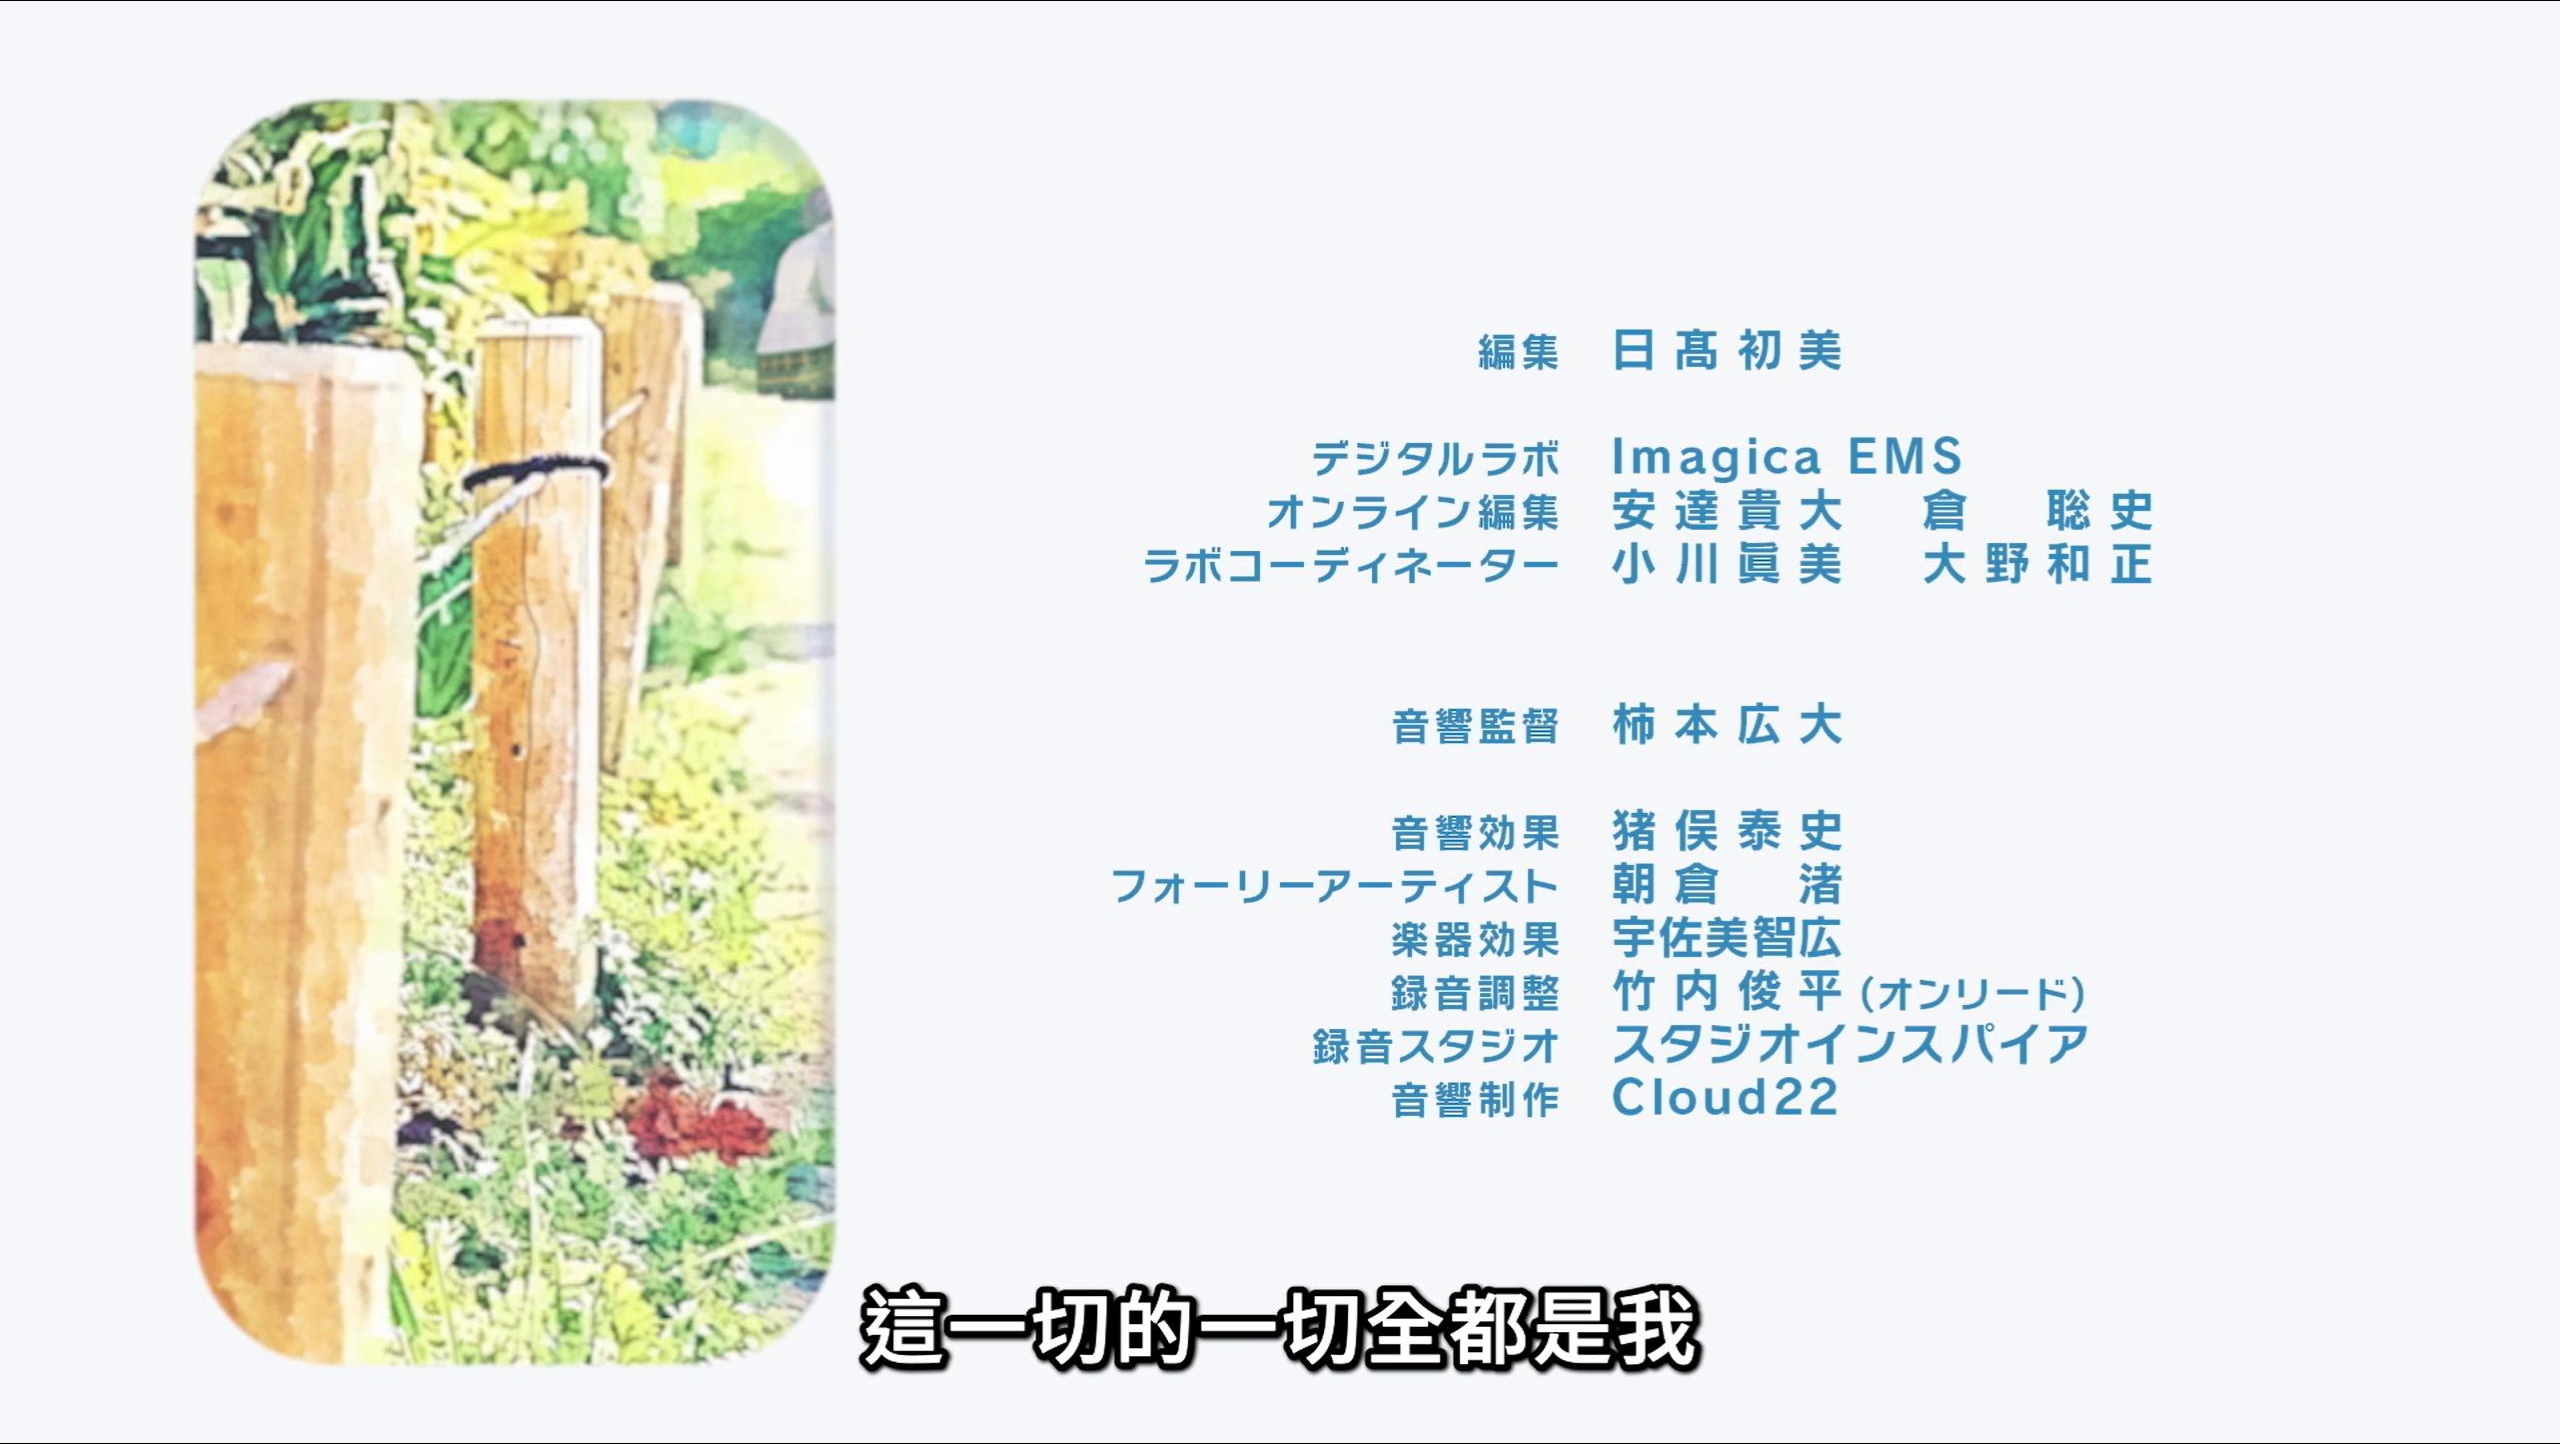 編集 日髙初美
デジタルラボ Imagica EMS
オンライン編集 安達貴大 倉 聡史
ラボコーディネーター 小川眞美 大野和正
音響監督 柿本広大
音響効果 猪俣泰史
フォーリーアーティスト 朝倉 渚
楽器効果 宇佐美智広
録音調整 竹内俊平(オンリード)
録音スタジオ スタジオインスパイア
音響制作 Cloud22
這一切的一切全都是我